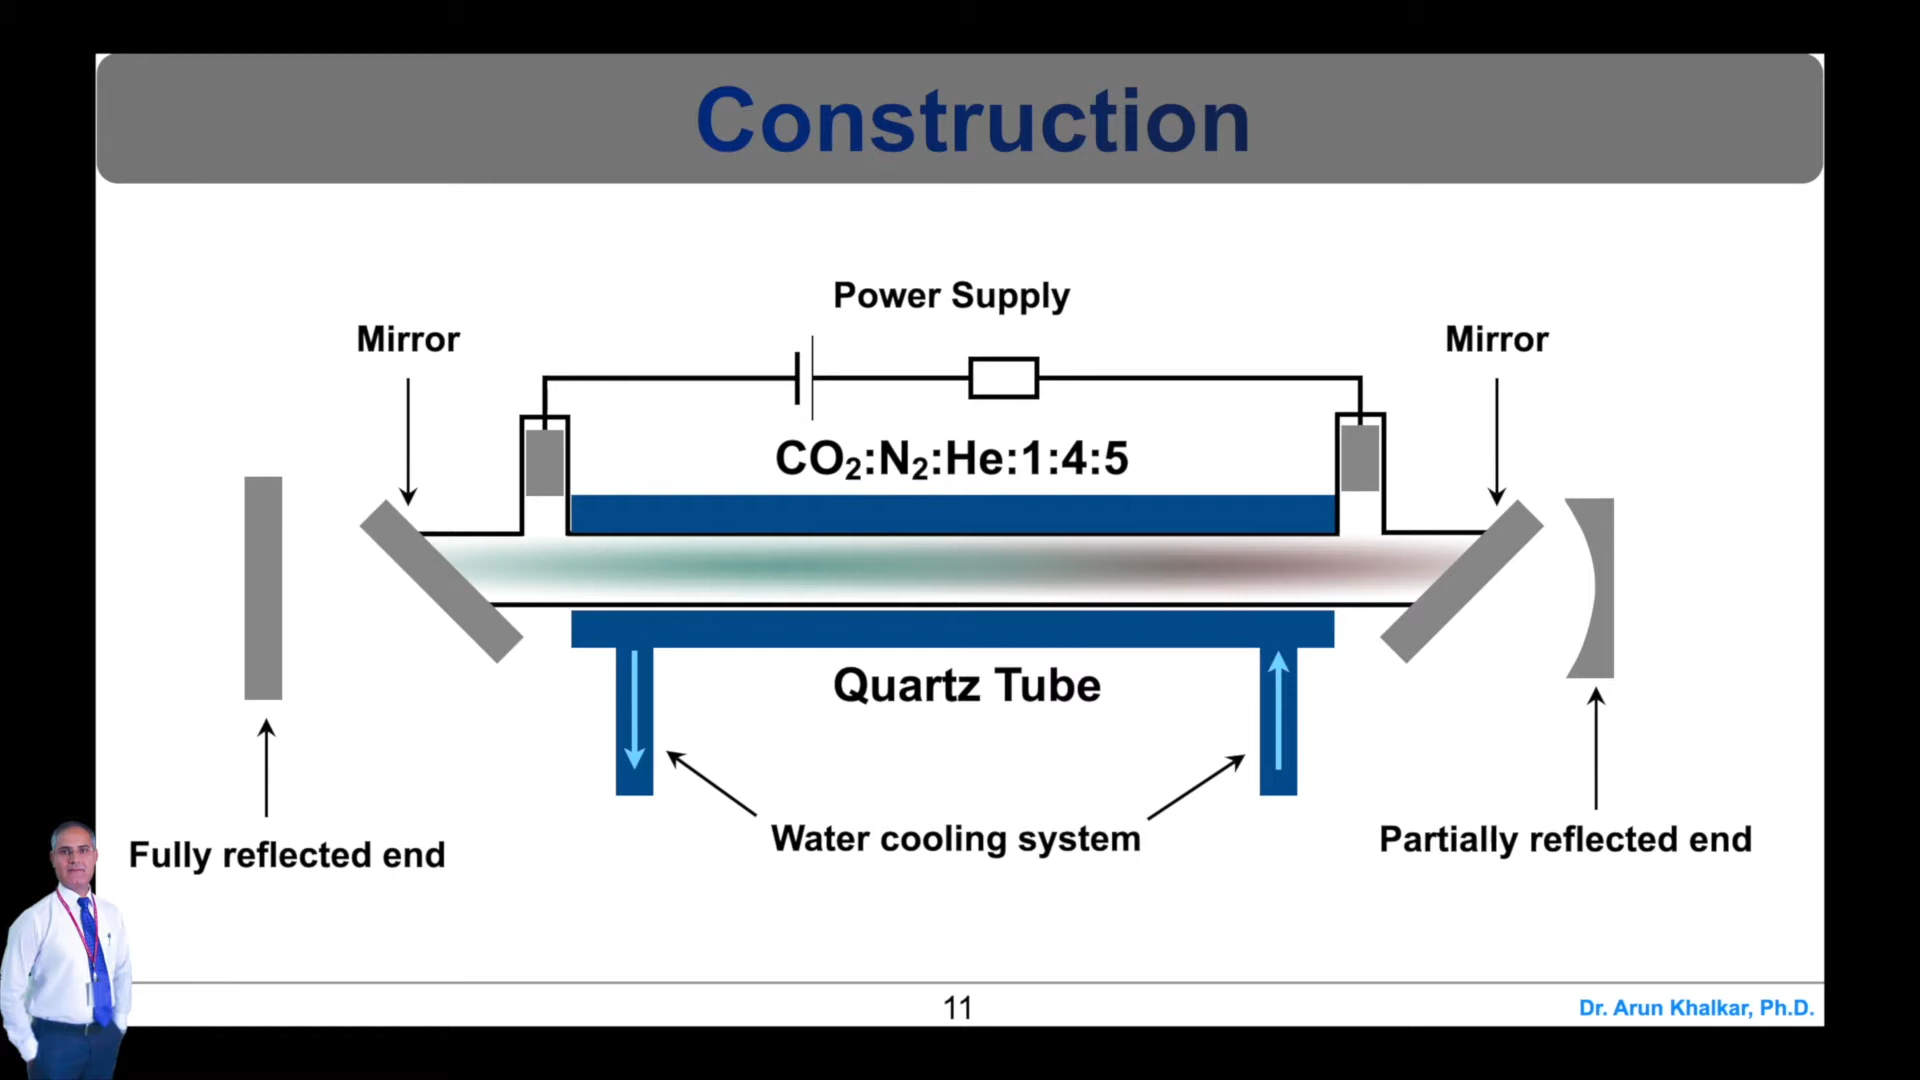 Construction
Power Supply
Mirror
Mirror
CO₂:N₂:He:1:4:5
Quartz Tube
Water cooling system
Fully reflected end
Partially reflected end
11
Dr. Arun Khalkar, Ph.D.